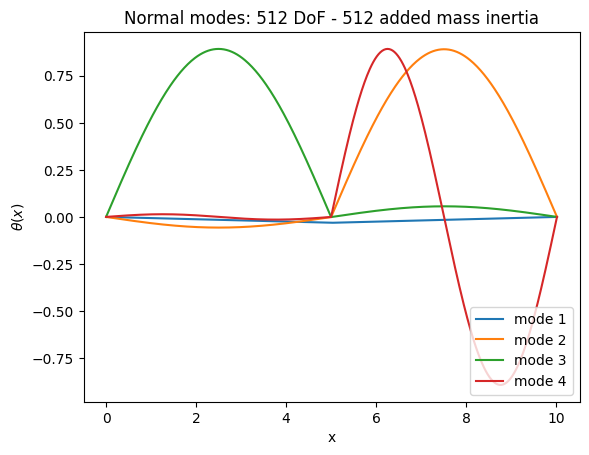 Normal modes: 512 DoF - 512 added mass inertia
θ(x)
0.75
0.50
0.25
0.00
−0.25
−0.50
−0.75
mode 1
mode 2
mode 3
mode 4
0 2 4 6 8 10
x